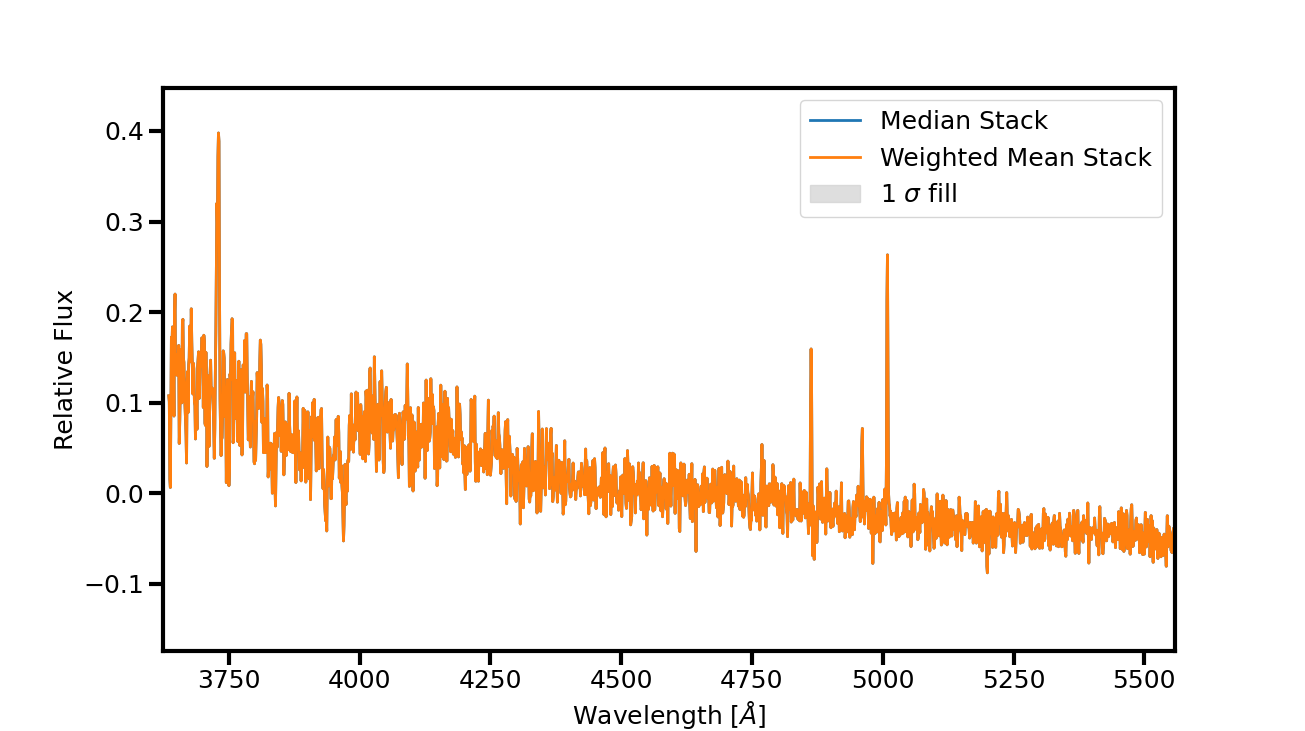 Median Stack
Weighted Mean Stack
1 σ fill
0.4
0.3
0.2
0.1
0.0
−0.1
Relative Flux
3750 4000 4250 4500 4750 5000 5250 5500
Wavelength [Å]